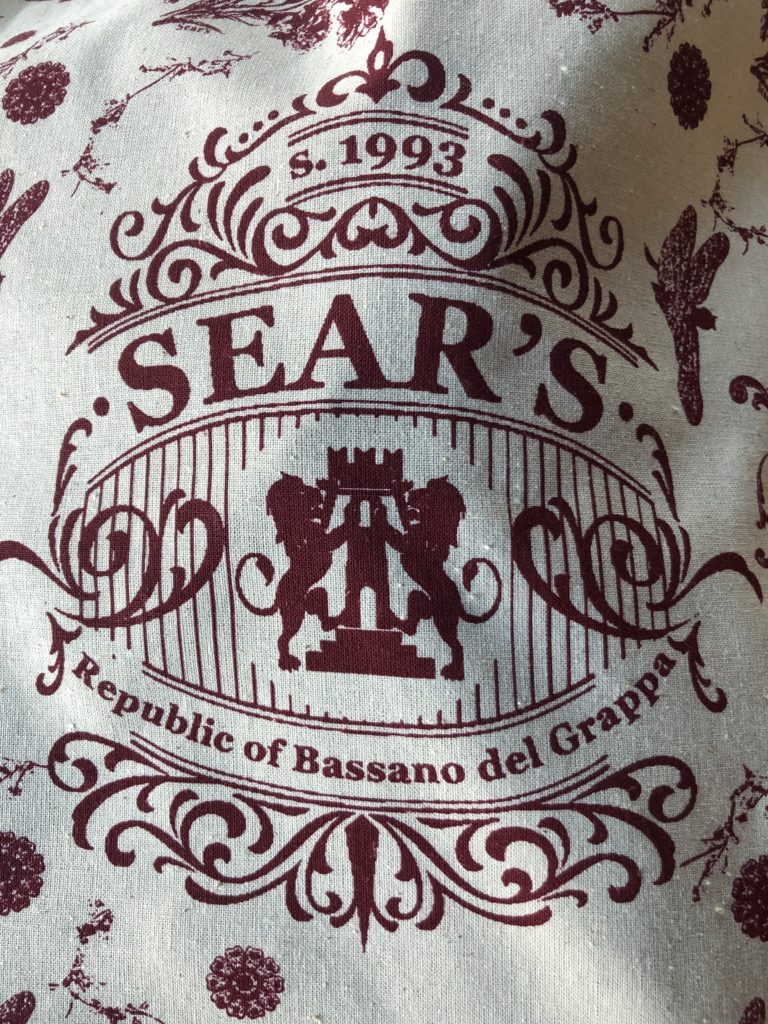 s. 1993
·SEAR'S·
Republic of Bassano del Grappa